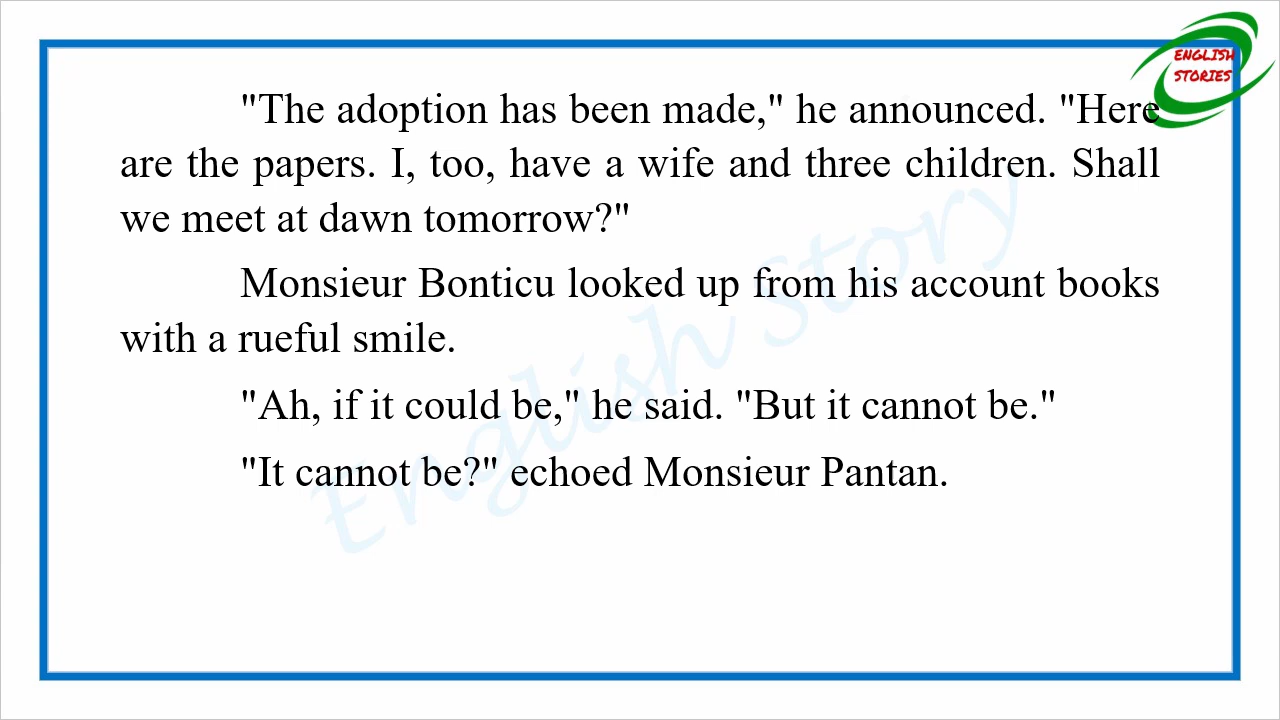 ENGLISH
STORIES
"The adoption has been made," he announced. "Here
are the papers. I, too, have a wife and three children. Shall
we meet at dawn tomorrow?"
Monsieur Bonticu looked up from his account books
with a rueful smile.
"Ah, if it could be," he said. "But it cannot be."
"It cannot be?" echoed Monsieur Pantan.
English Story